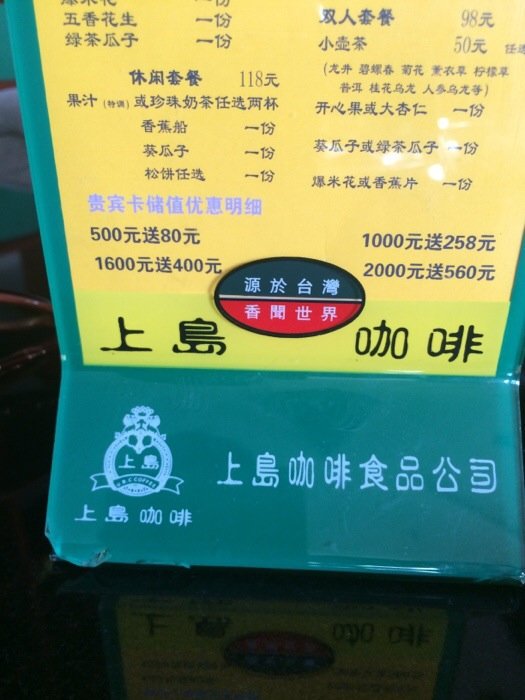 爆米花 一份
五香花生 一份
绿茶瓜子 一份
休闲套餐 118元
果汁(特调)或珍珠奶茶任选两杯
香蕉船 一份
葵瓜子 一份
松饼任选 一份
双人套餐 98元
小壶茶 50元 任选
(龙井 碧螺春 菊花 薰衣草 柠檬草
普洱 桂花乌龙 人参乌龙等)
开心果或大杏仁 一份
葵瓜子或绿茶瓜子 一份
爆米花或香蕉片 一份
贵宾卡储值优惠明细
500元送80元 1000元送258元
1600元送400元 2000元送560元
源於台灣
香聞世界
上島 咖啡
上島
U.B.C COFFEE
上島咖啡
上島咖啡食品公司